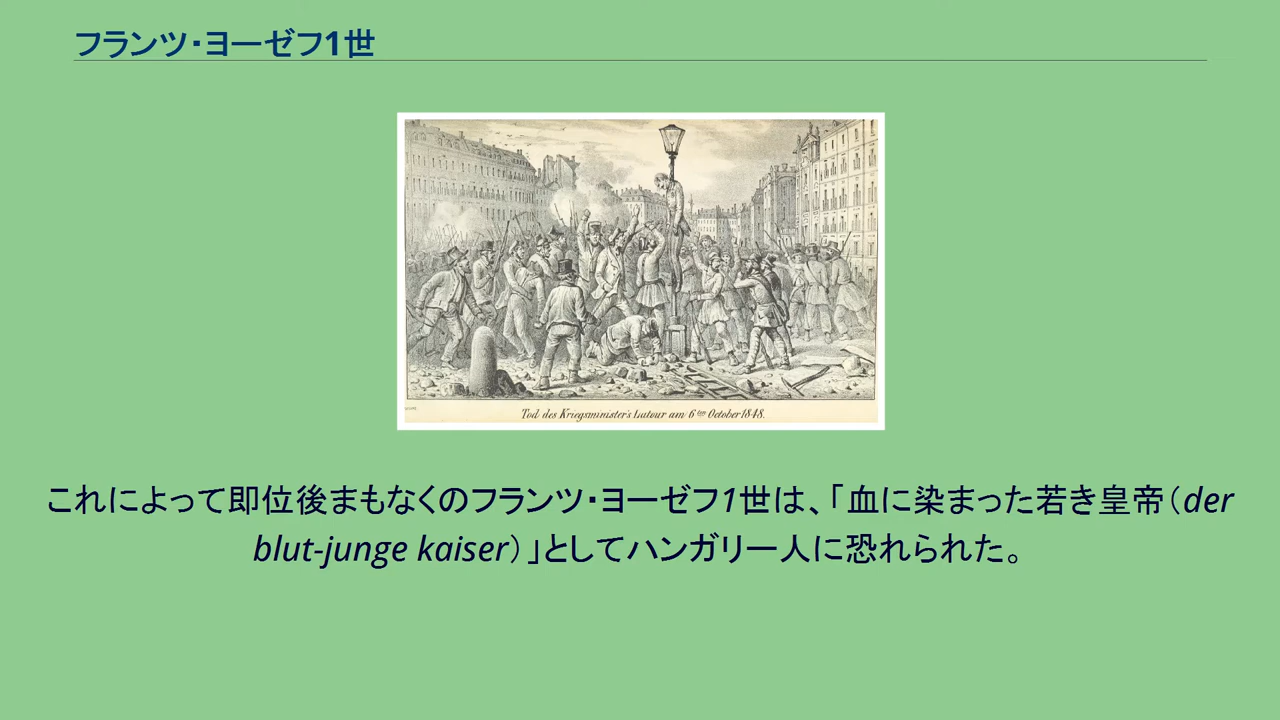 フランツ・ヨーゼフ1世
Tod des Kriegsminister's Latour am 6ten October 1848.
これによって即位後まもなくのフランツ・ヨーゼフ1世は、「血に染まった若き皇帝（der
blut-junge kaiser）」としてハンガリー人に恐れられた。